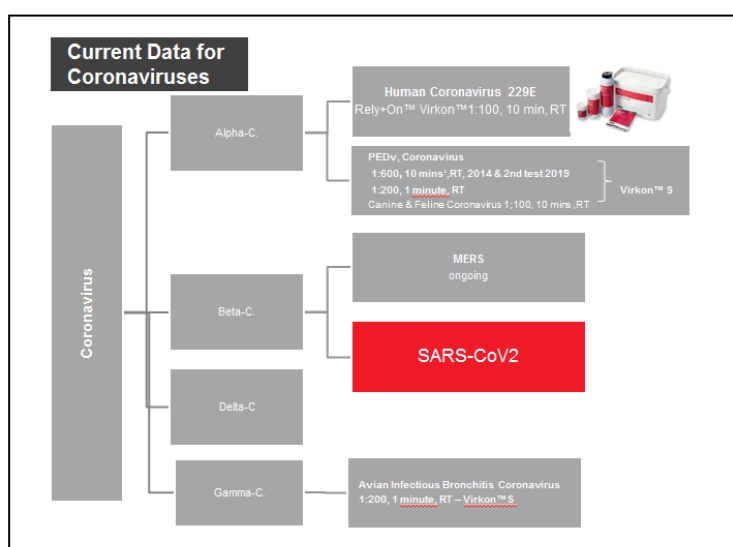 Current Data for
Coronaviruses
Coronavirus
Alpha-C.
Human Coronavirus 229E
Rely+On™ Virkon™1:100, 10 min, RT
PEDv, Coronavirus
1:600, 10 mins¹,RT, 2014 & 2nd test 2019
1:200, 1 minute, RT
Canine & Feline Coronavirus 1;100, 10 mins ,RT
Virkon™ S
Beta-C.
MERS
ongoing
SARS-CoV2
Delta-C
Gamma-C.
Avian Infectious Bronchitis Coronavirus
1:200, 1 minute, RT – Virkon™ S